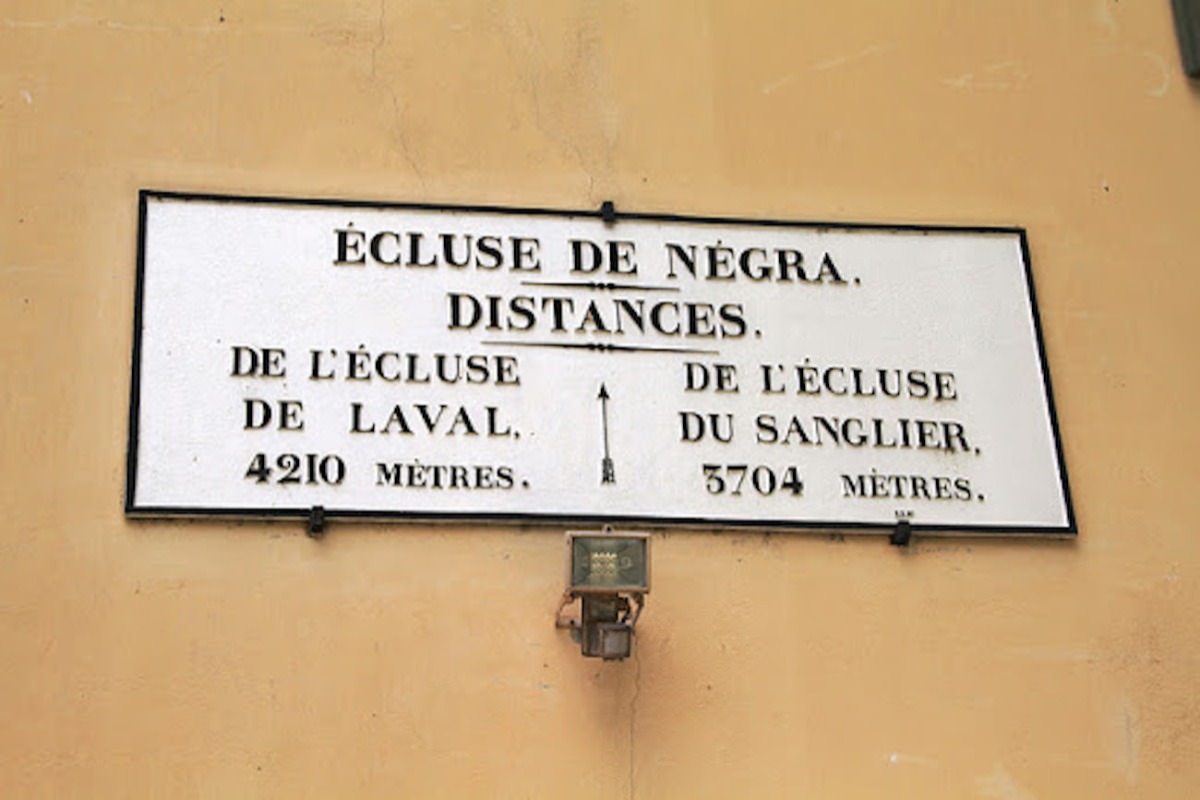 ÉCLUSE DE NÉGRA.
DISTANCES.
DE L'ÉCLUSE
DE LAVAL.
4210 MÈTRES.
DE L'ÉCLUSE
DU SANGLIER.
3704 MÈTRES.